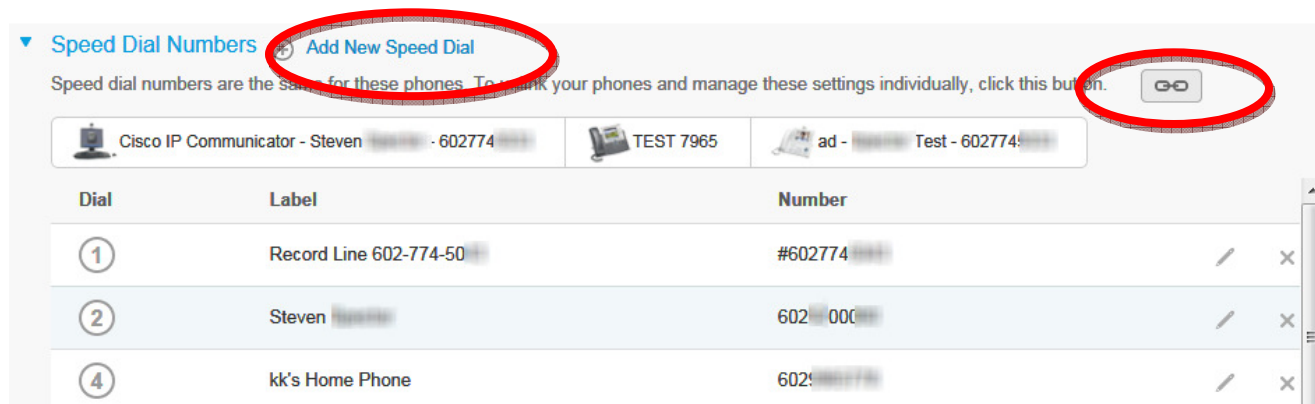 Speed Dial Numbers Add New Speed Dial
Speed dial numbers are the same for these phones. To unlink your phones and manage these settings individually, click this button.
Cisco IP Communicator - Steven - 602774 TEST 7965 ad - Test - 602774
Dial Label Number
1 Record Line 602-774-50 #602774
2 Steven 602 000
4 kk's Home Phone 602